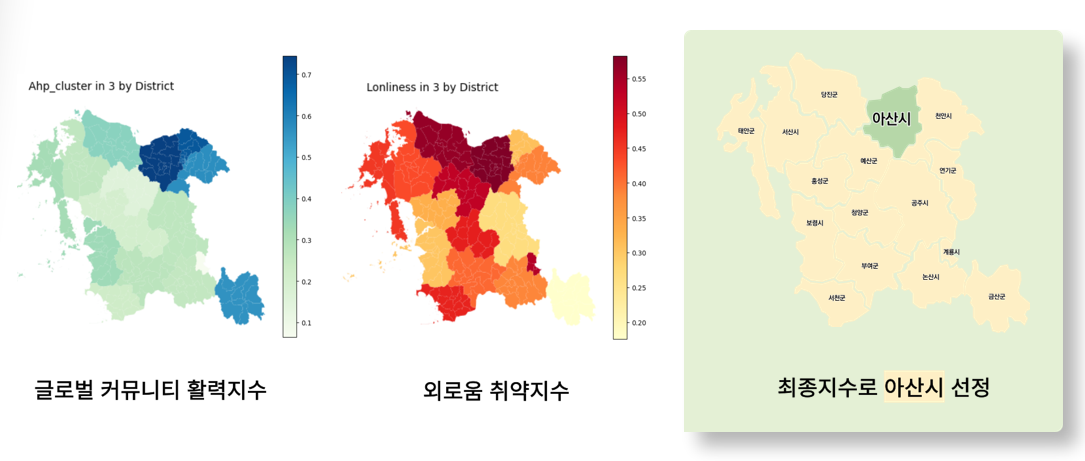 Ahp_cluster in 3 by District
0.7
0.6
0.5
0.4
0.3
0.2
0.1
글로벌 커뮤니티 활력지수
Lonliness in 3 by District
0.55
0.50
0.45
0.40
0.35
0.30
0.25
0.20
외로움 취약지수
당진군
아산시
천안시
태안군
서산시
예산군
연기군
홍성군
공주시
청양군
보령시
계룡시
부여군
논산시
서천군
금산군
최종지수로 아산시 선정